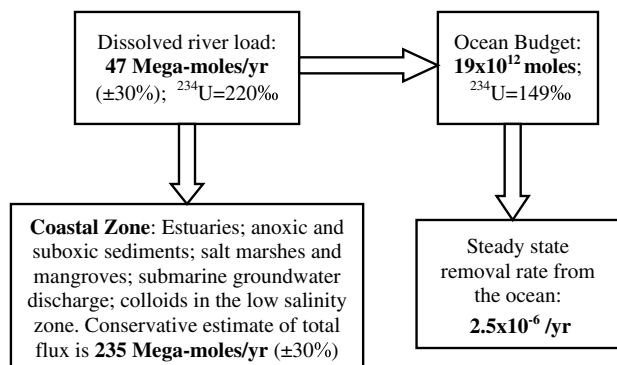 Dissolved river load:
47 Mega-moles/yr
(±30%); ²³⁴U=220‰
Ocean Budget:
19x10¹² moles;
²³⁴U=149‰
Coastal Zone: Estuaries; anoxic and
suboxic sediments; salt marshes and
mangroves; submarine groundwater
discharge; colloids in the low salinity
zone. Conservative estimate of total
flux is 235 Mega-moles/yr (±30%)
Steady state
removal rate from
the ocean:
2.5x10⁻⁶ /yr